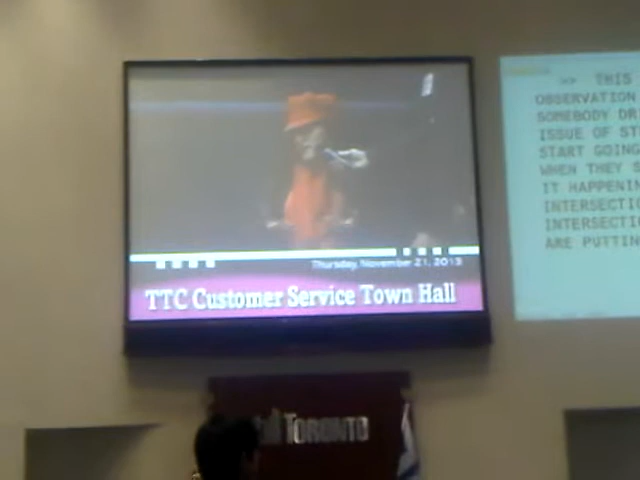 Thursday, November 21, 2013
TTC Customer Service Town Hall
>> THIS
OBSERVATION
SOMEBODY DR
ISSUE OF ST
START GOING
WHEN THEY S
IT HAPPENIN
INTERSECTIO
INTERSECTI
ARE PUTTIN
TORONTO